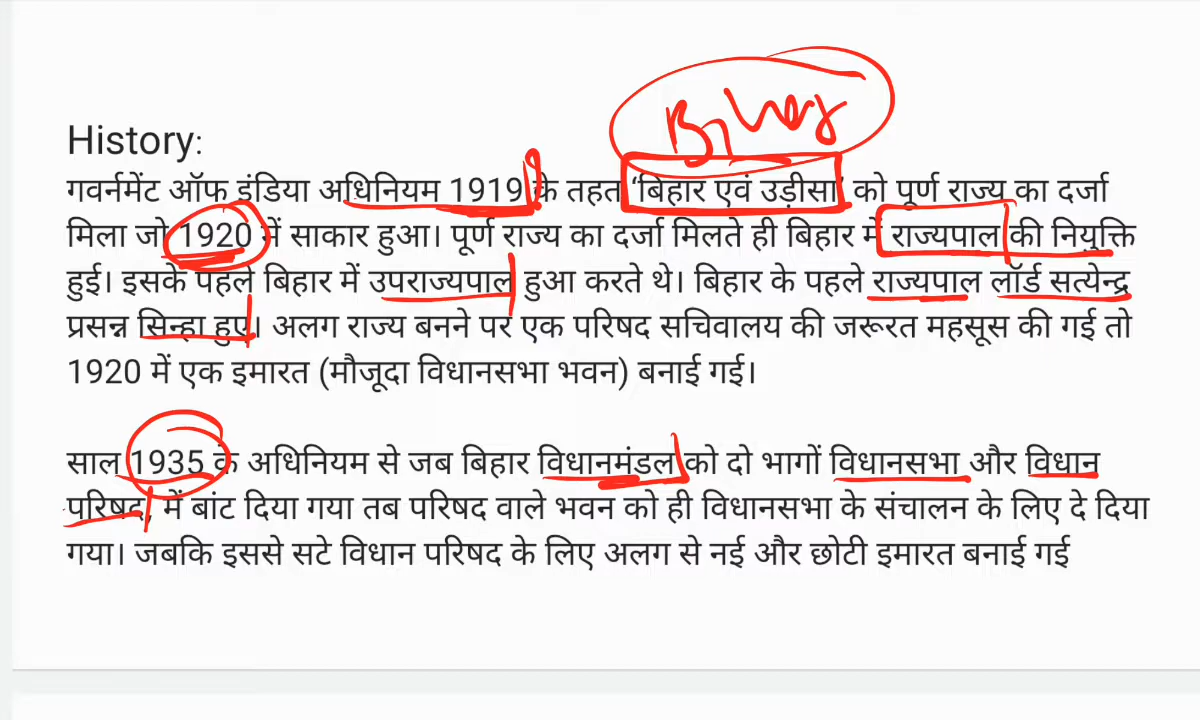 Bihar
History:
गवर्नमेंट ऑफ इंडिया अधिनियम 1919 के तहत 'बिहार एवं उड़ीसा' को पूर्ण राज्य का दर्जा
मिला जो 1920 में साकार हुआ। पूर्ण राज्य का दर्जा मिलते ही बिहार में राज्यपाल की नियुक्ति
हुई। इसके पहले बिहार में उपराज्यपाल हुआ करते थे। बिहार के पहले राज्यपाल लॉर्ड सत्येन्द्र
प्रसन्न सिन्हा हुए। अलग राज्य बनने पर एक परिषद सचिवालय की जरूरत महसूस की गई तो
1920 में एक इमारत (मौजूदा विधानसभा भवन) बनाई गई।
साल 1935 के अधिनियम से जब बिहार विधानमंडल को दो भागों विधानसभा और विधान
परिषद, में बांट दिया गया तब परिषद वाले भवन को ही विधानसभा के संचालन के लिए दे दिया
गया। जबकि इससे सटे विधान परिषद के लिए अलग से नई और छोटी इमारत बनाई गई